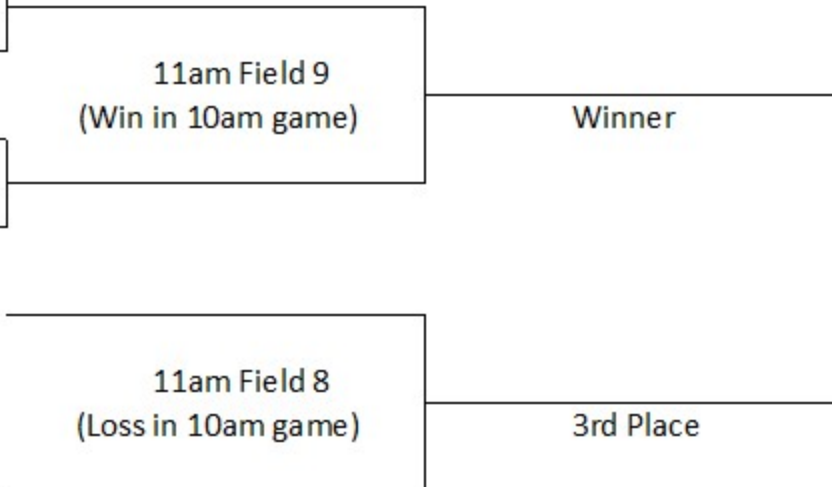 11am Field 9
(Win in 10am game)
Winner
11am Field 8
(Loss in 10am game)
3rd Place